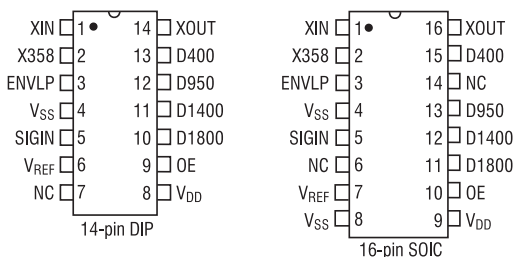 XIN 1 14 XOUT
X358 2 13 D400
ENVLP 3 12 D950
VSS 4 11 D1400
SIGIN 5 10 D1800
VREF 6 9 OE
NC 7 8 VDD
14-pin DIP
XIN 1 16 XOUT
X358 2 15 D400
ENVLP 3 14 NC
VSS 4 13 D950
SIGIN 5 12 D1400
NC 6 11 D1800
VREF 7 10 OE
VSS 8 9 VDD
16-pin SOIC